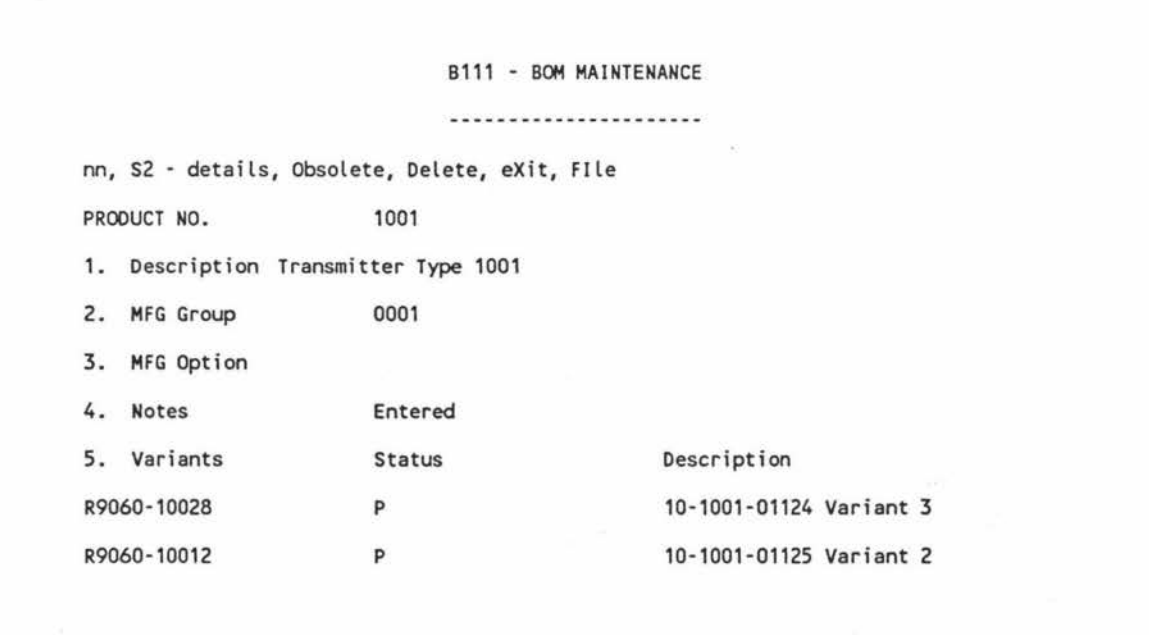 B111 - BOM MAINTENANCE
-----------------------
nn, S2 - details, Obsolete, Delete, eXit, FIle
PRODUCT NO. 1001
1. Description Transmitter Type 1001
2. MFG Group 0001
3. MFG Option
4. Notes Entered
5. Variants Status Description
R9060-10028 P 10-1001-01124 Variant 3
R9060-10012 P 10-1001-01125 Variant 2